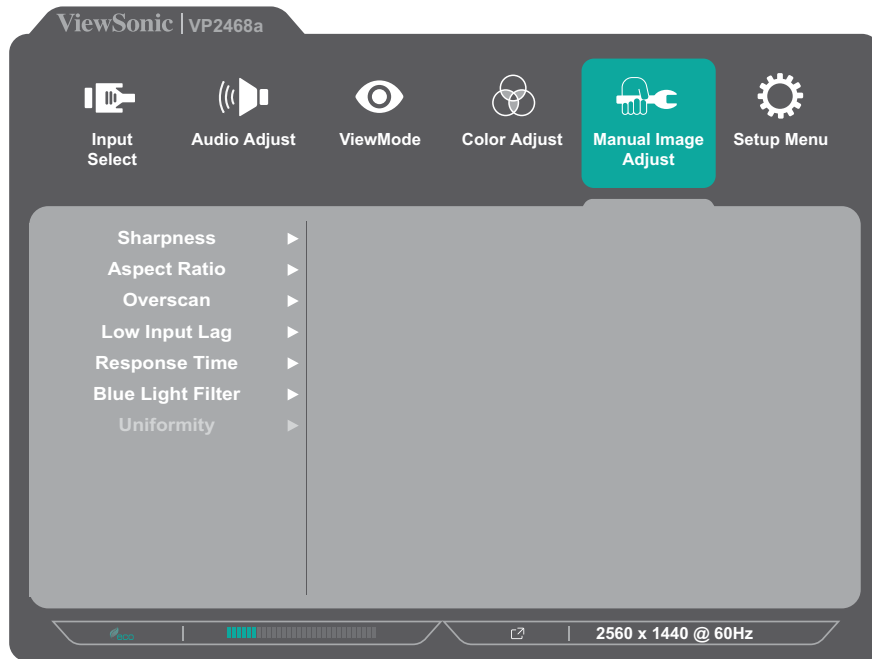 ViewSonic | VP2468a
Input Select
Audio Adjust
ViewMode
Color Adjust
Manual Image Adjust
Setup Menu
Sharpness
Aspect Ratio
Overscan
Low Input Lag
Response Time
Blue Light Filter
Uniformity
eco
2560 x 1440 @ 60Hz